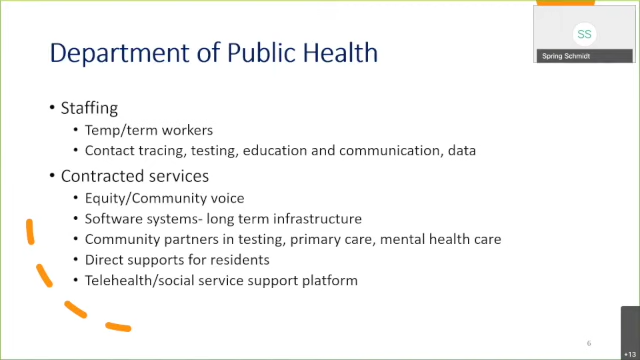 Department of Public Health
SS
Spring Schmidt
• Staffing
• Temp/term workers
• Contact tracing, testing, education and communication, data
• Contracted services
• Equity/Community voice
• Software systems- long term infrastructure
• Community partners in testing, primary care, mental health care
• Direct supports for residents
• Telehealth/social service support platform
6
+13